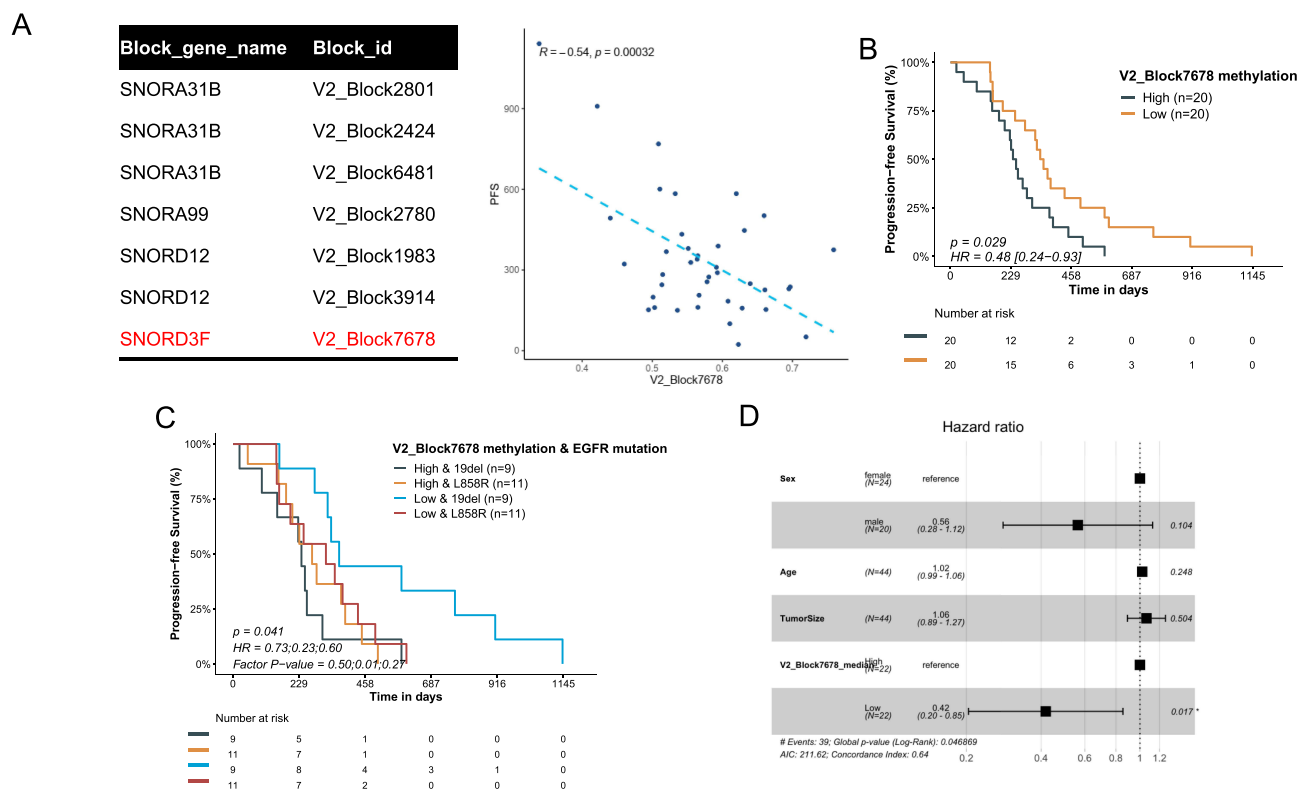 A
Block_gene_name Block_id
SNORA31B V2_Block2801
SNORA31B V2_Block2424
SNORA31B V2_Block6481
SNORA99 V2_Block2780
SNORD12 V2_Block1983
SNORD12 V2_Block3914
SNORD3F V2_Block7678
R = −0.54, p = 0.00032
PFS
900
600
300
0
0.4 0.5 0.6 0.7
V2_Block7678
B
V2_Block7678 methylation
High (n=20)
Low (n=20)
Progression−free Survival (%)
100%
75%
50%
25%
0%
p = 0.029
HR = 0.48 [0.24−0.93]
0 229 458 687 916 1145
Time in days
Number at risk
20 12 2 0 0 0
20 15 6 3 1 0
C
V2_Block7678 methylation & EGFR mutation
High & 19del (n=9)
High & L858R (n=11)
Low & 19del (n=9)
Low & L858R (n=11)
Progression−free Survival (%)
100%
75%
50%
25%
0%
p = 0.041
HR = 0.73;0.23;0.60
Factor P−value = 0.50;0.01;0.27
0 229 458 687 916 1145
Time in days
Number at risk
9 5 1 0 0 0
11 7 1 0 0 0
9 8 4 3 1 0
11 7 2 0 0 0
D
Hazard ratio
Sex female (N=24) reference
male (N=20) 0.56 (0.28 - 1.12) 0.104
Age (N=44) 1.02 (0.99 - 1.06) 0.248
TumorSize (N=44) 1.06 (0.89 - 1.27) 0.504
V2_Block7678_median High (N=22) reference
Low (N=22) 0.42 (0.20 - 0.85) 0.017 *
# Events: 39; Global p-value (Log-Rank): 0.046869
AIC: 211.62; Concordance Index: 0.64
0.2 0.4 0.6 0.8 1 1.2